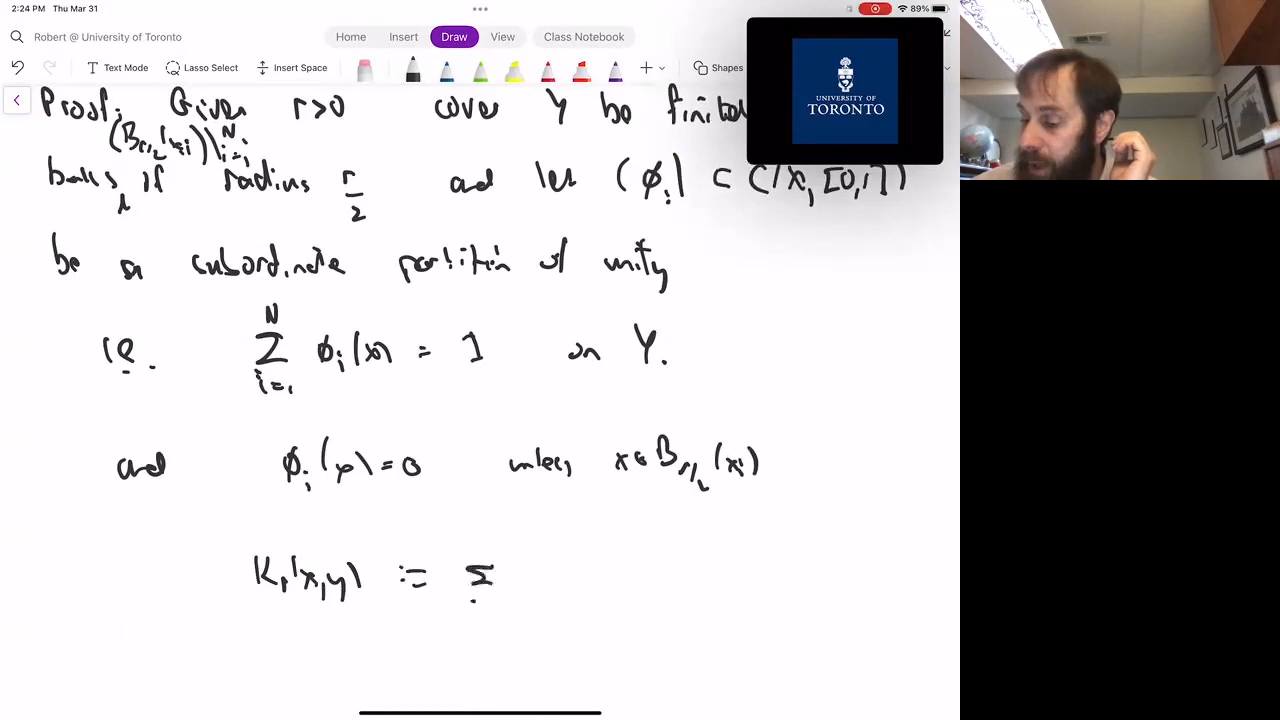 2:24 PM Thu Mar 31
89%
Robert @ University of Toronto
Home Insert Draw View Class Notebook
Text Mode Lasso Select Insert Space Shapes
UNIVERSITY OF
TORONTO
Proof: Given r>0 cover Y by finitely
(B_{r/2}(x_i))_{i=1}^N
balls of radius r/2 and let (φ_i) ⊂ C(X, [0,1])
be a subordinate partition of unity
i.e. Σ_{i=1}^N φ_i(x) = 1 on Y.
and φ_i(x) = 0 unless x∈B_{r/2}(x_i)
K_r(x,y) := Σ